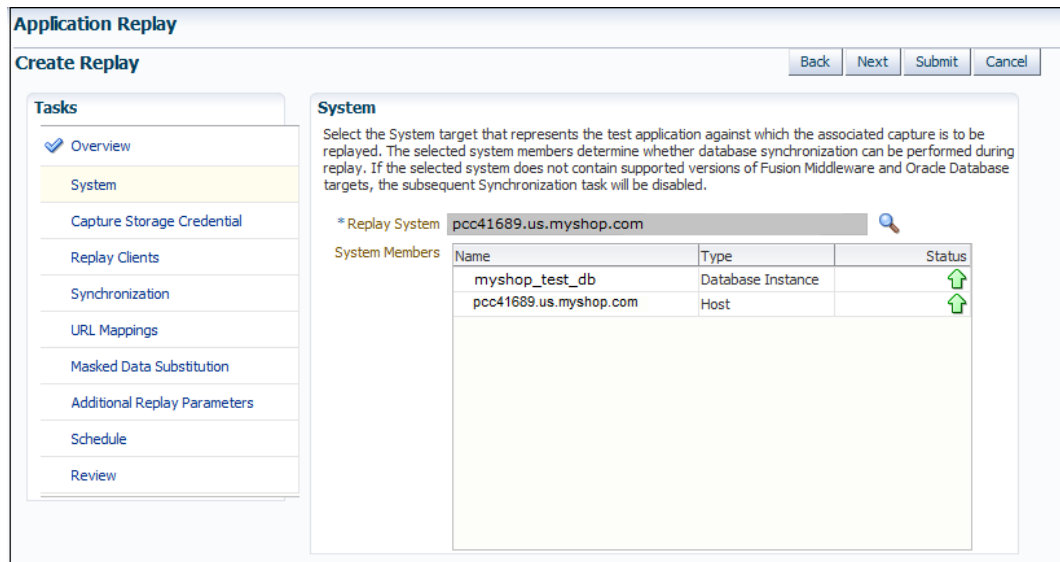 Application Replay
Create Replay
Back Next Submit Cancel
Tasks
Overview
System
Capture Storage Credential
Replay Clients
Synchronization
URL Mappings
Masked Data Substitution
Additional Replay Parameters
Schedule
Review
System
Select the System target that represents the test application against which the associated capture is to be
replayed. The selected system members determine whether database synchronization can be performed during
replay. If the selected system does not contain supported versions of Fusion Middleware and Oracle Database
targets, the subsequent Synchronization task will be disabled.
* Replay System pcc41689.us.myshop.com
System Members
Name Type Status
myshop_test_db Database Instance
pcc41689.us.myshop.com Host